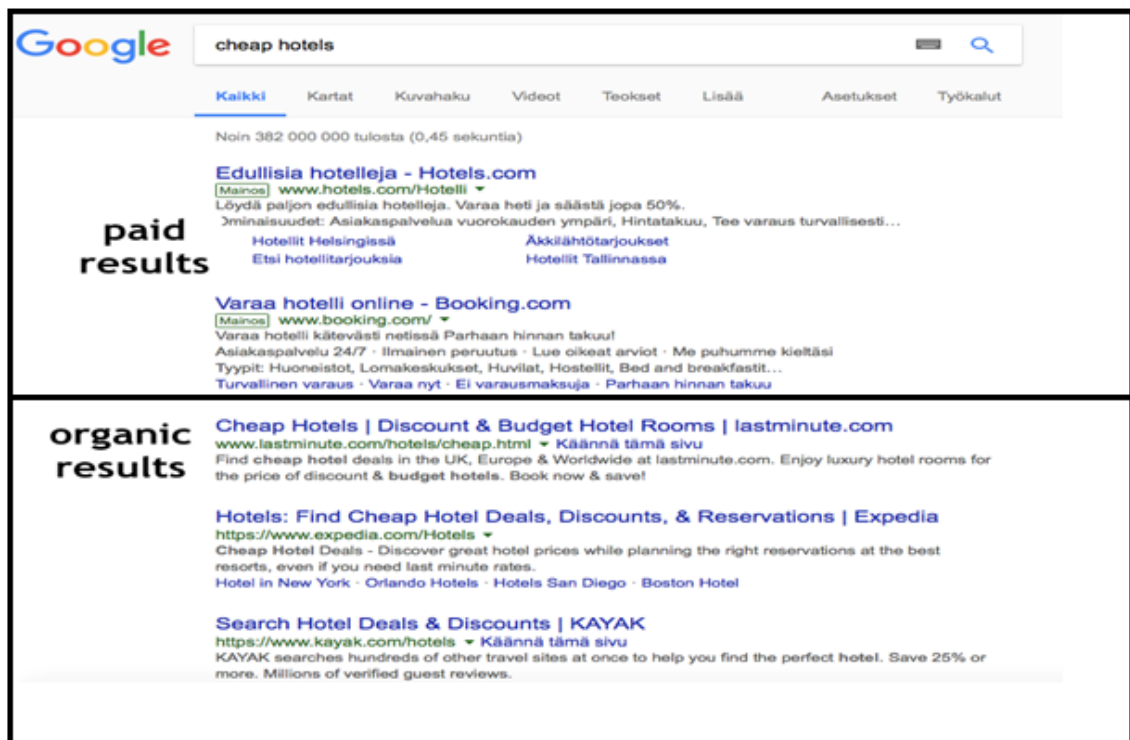 Google
cheap hotels
Kaikki Kartat Kuvahaku Videot Teokset Lisää Asetukset Työkalut
Noin 382 000 000 tulosta (0,45 sekuntia)
paid
results
Edullisia hotelleja - Hotels.com
Mainos www.hotels.com/Hotelli
Löydä paljon edullisia hotelleja. Varaa heti ja säästä jopa 50%.
Ominaisuudet: Asiakaspalvelua vuorokauden ympäri, Hintatakuu, Tee varaus turvallisesti...
Hotellit Helsingissä Äkkilähtötarjoukset
Etsi hotellitarjouksia Hotellit Tallinnassa
Varaa hotelli online - Booking.com
Mainos www.booking.com/
Varaa hotelli kätevästi netissä Parhaan hinnan takuu!
Asiakaspalvelu 24/7 · Ilmainen peruutus · Lue oikeat arviot · Me puhumme kieltäsi
Tyypit: Huoneistot, Lomakeskukset, Huvilat, Hostellit, Bed and breakfastit...
Turvallinen varaus · Varaa nyt · Ei varausmaksuja · Parhaan hinnan takuu
organic
results
Cheap Hotels | Discount & Budget Hotel Rooms | lastminute.com
www.lastminute.com/hotels/cheap.html Käännä tämä sivu
Find cheap hotel deals in the UK, Europe & Worldwide at lastminute.com. Enjoy luxury hotel rooms for
the price of discount & budget hotels. Book now & save!
Hotels: Find Cheap Hotel Deals, Discounts, & Reservations | Expedia
https://www.expedia.com/Hotels
Cheap Hotel Deals - Discover great hotel prices while planning the right reservations at the best
resorts, even if you need last minute rates.
Hotel in New York · Orlando Hotels · Hotels San Diego · Boston Hotel
Search Hotel Deals & Discounts | KAYAK
https://www.kayak.com/hotels Käännä tämä sivu
KAYAK searches hundreds of other travel sites at once to help you find the perfect hotel. Save 25% or
more. Millions of verified guest reviews.